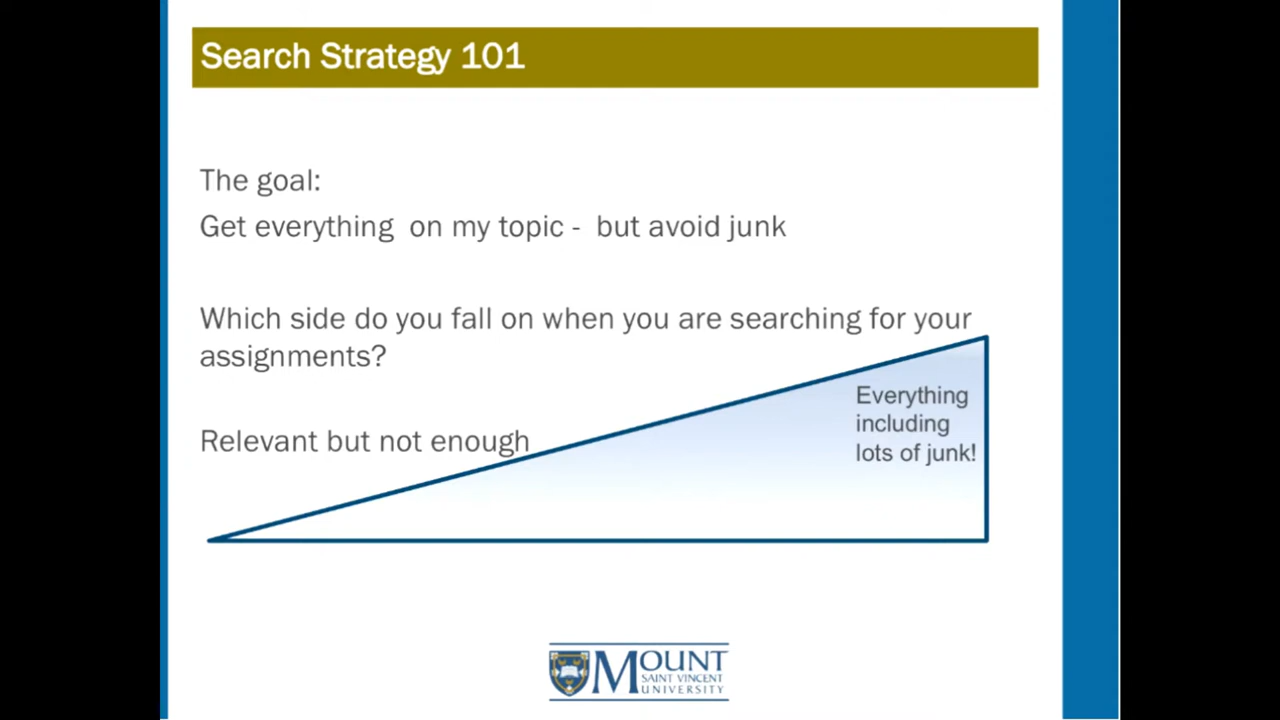 Search Strategy 101
The goal:
Get everything on my topic - but avoid junk
Which side do you fall on when you are searching for your
assignments?
Everything
including
lots of junk!
Relevant but not enough
MOUNT
SAINT VINCENT
UNIVERSITY